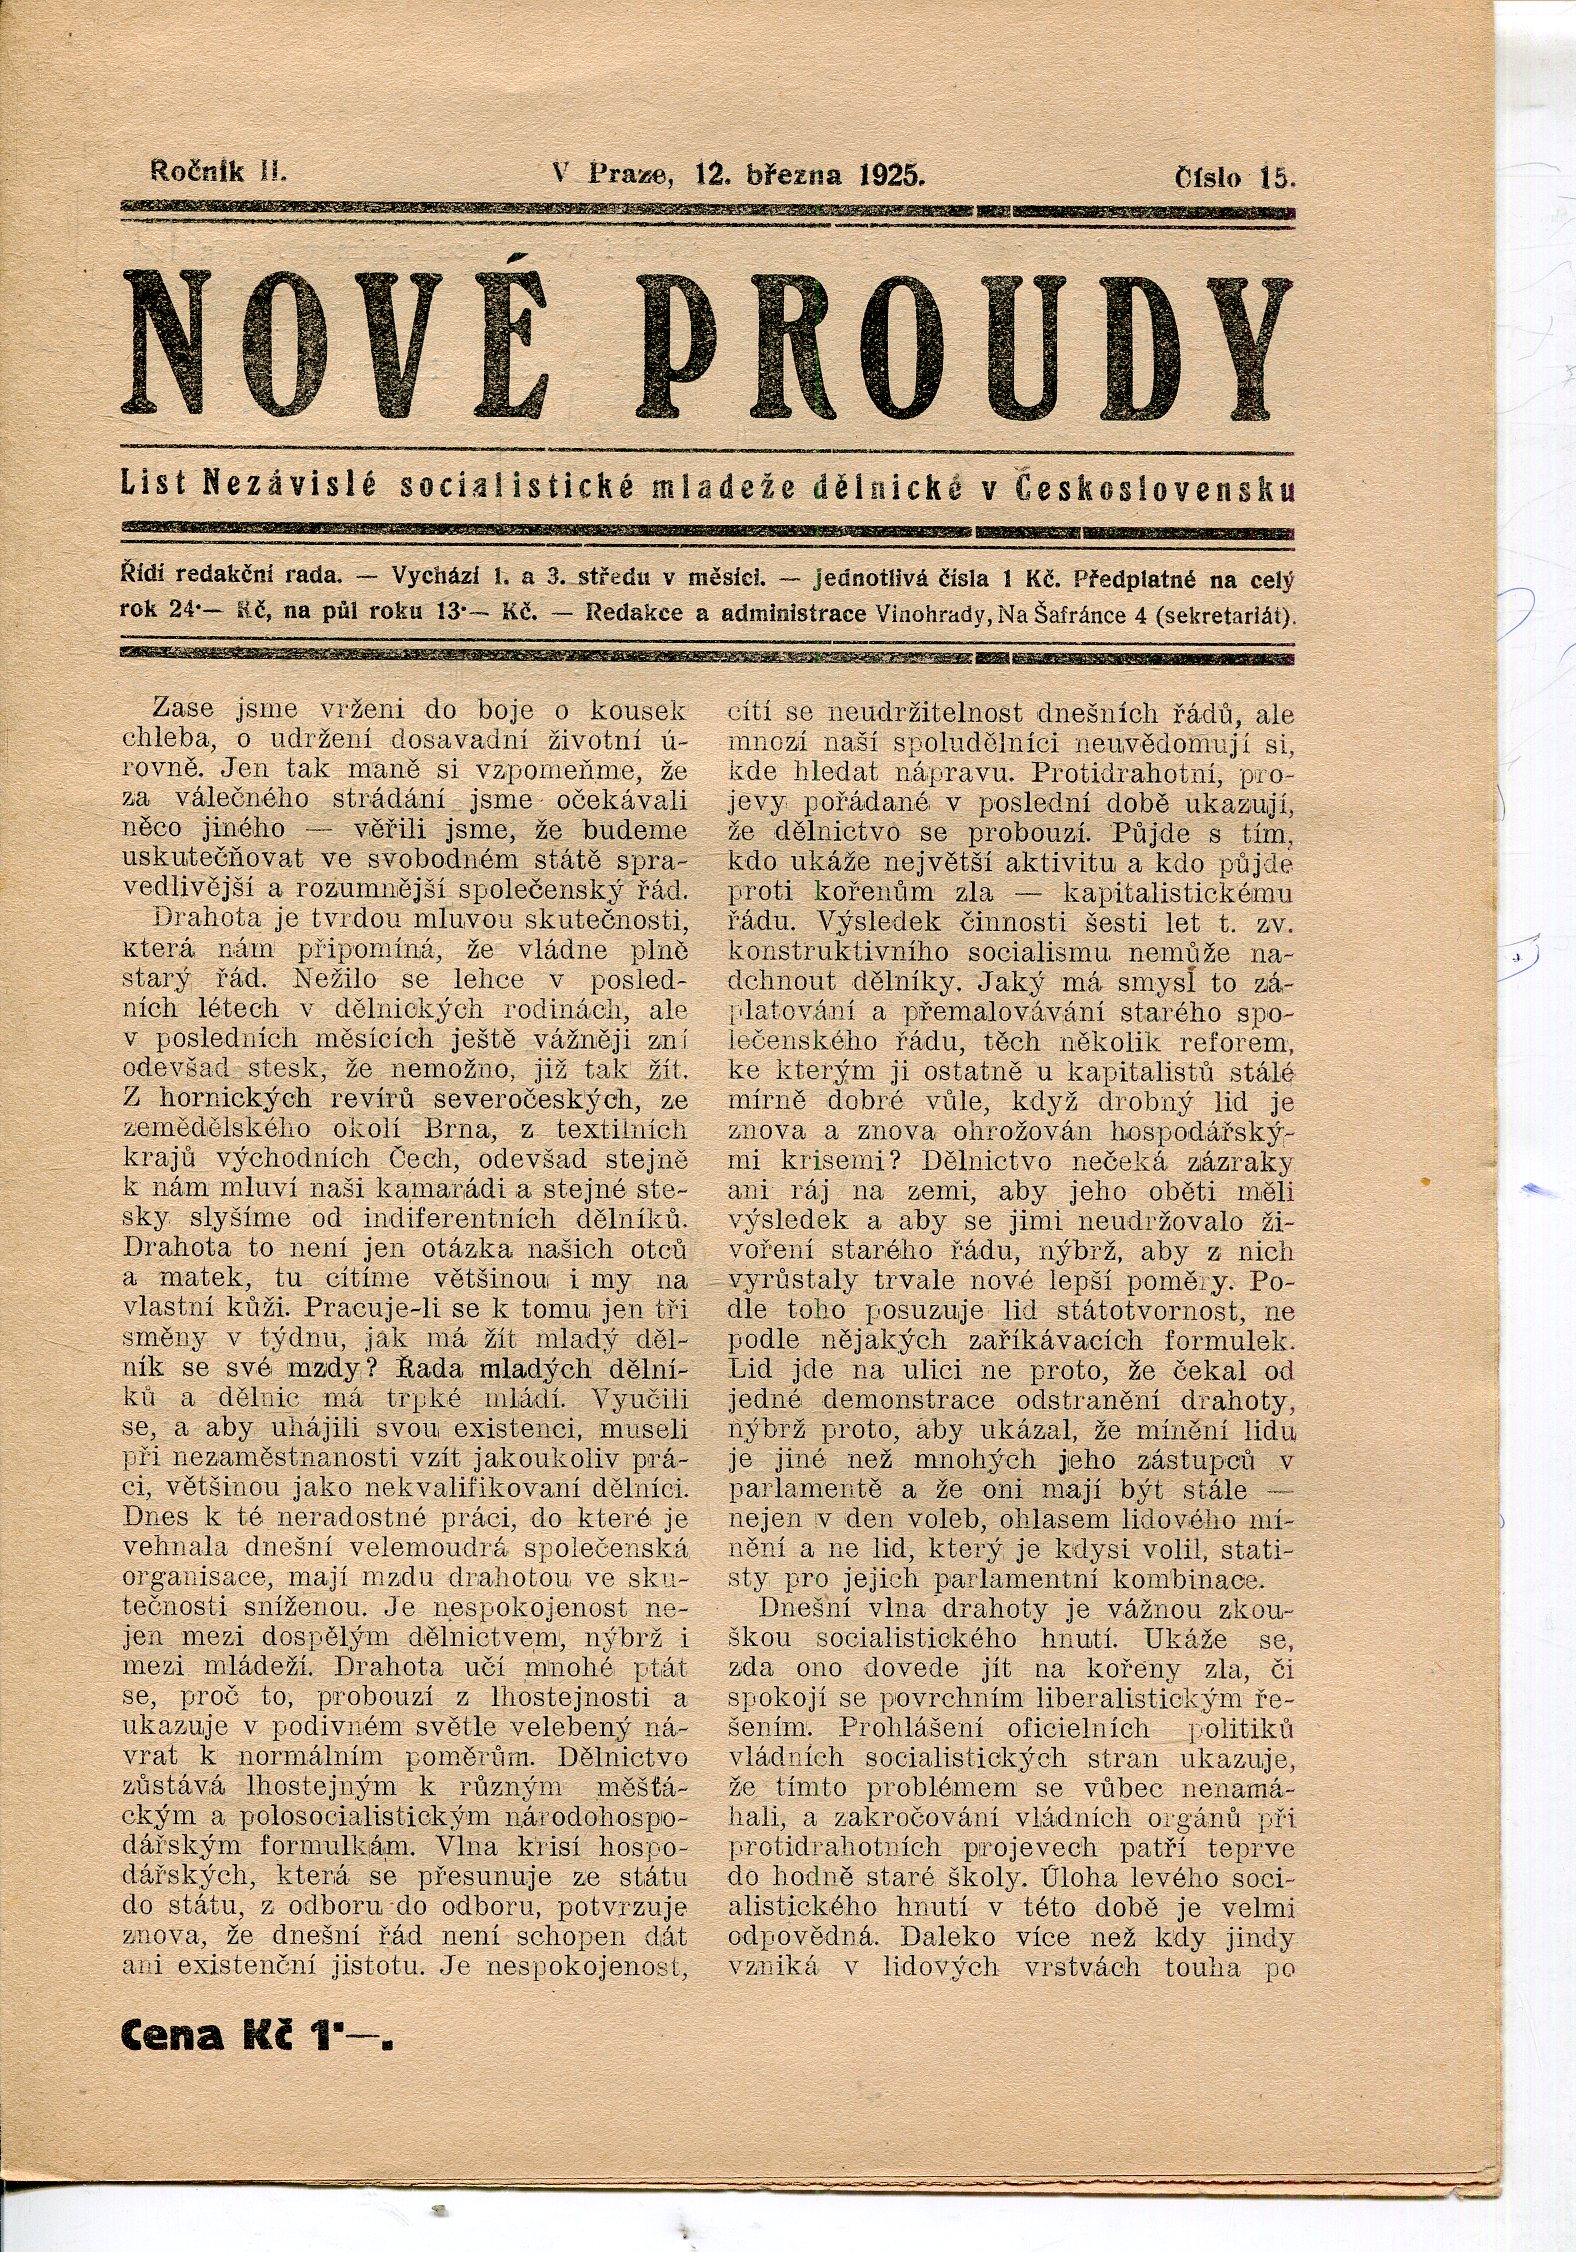 Ročník II.
V Praze, 12. března 1925.
Číslo 15.
NOVÉ PROUDY
List Nezávislé socialistické mládeže dělnické v Československu
Řídí redakční rada. — Vychází 1. a 3. středu v měsíci. — jednotlivá čísla 1 Kč. Předplatné na celý
rok 24·— Kč, na půl roku 13·— Kč. — Redakce a administrace Vinohrady, Na Šafránce 4 (sekretariát).
Zase jsme vrženi do boje o kousek
chleba, o udržení dosavadní životní ú-
rovně. Jen tak maně si vzpomeňme, že
za válečného strádání jsme očekávali
něco jiného — věřili jsme, že budeme
uskutečňovat ve svobodném státě spra-
vedlivější a rozumnější společenský řád.
Drahota je tvrdou mluvou skutečnosti,
která nám připomíná, že vládne plně
starý řád. Nežilo se lehce v posled-
ních létech v dělnických rodinách, ale
v posledních měsících ještě vážněji zní
odevšad stesk, že nemožno, již tak žít.
Z hornických revírů severočeských, ze
zemědělského okolí Brna, z textilních
krajů východních Čech, odevšad stejně
k nám mluví naši kamarádi a stejné ste-
sky slyšíme od indiferentních dělníků.
Drahota to není jen otázka našich otců
a matek, tu cítíme většinou i my na
vlastní kůži. Pracuje-li se k tomu jen tři
směny v týdnu, jak má žít mladý děl-
ník se své mzdy? Řada mladých dělní-
ků a dělnic má trpké mládí. Vyučili
se, a aby uhájili svou existenci, museli
při nezaměstnanosti vzít jakoukoliv prá-
ci, většinou jako nekvalifikovaní dělníci.
Dnes k té neradostné práci, do které je
vehnala dnešní velemoudrá společenská
organisace, mají mzdu drahotou ve sku-
tečnosti sníženou. Je nespokojenost ne-
jen mezi dospělým dělnictvem, nýbrž i
mezi mládeží. Drahota učí mnohé ptát
se, proč to, probouzí z lhostejnosti a
ukazuje v podivném světle velebený ná-
vrat k normálním poměrům. Dělnictvo
zůstává lhostejným k různým měšťá-
ckým a polosocialistickým národohospo-
dářským formulkám. Vlna krisí hospo-
dářských, která se přesunuje ze státu
do státu, z odboru do odboru, potvrzuje
znova, že dnešní řád není schopen dát
ani existenční jistotu. Je nespokojenost,
cítí se neudržitelnost dnešních řádů, ale
mnozí naší spoludělníci neuvědomují si,
kde hledat nápravu. Protidrahotní, pro-
jevy pořádané v poslední době ukazují,
že dělnictvo se probouzí. Půjde s tím,
kdo ukáže největší aktivitu a kdo půjde
proti kořenům zla — kapitalistickému
řádu. Výsledek činnosti šesti let t. zv.
konstruktivního socialismu nemůže na-
dchnout dělníky. Jaký má smysl to zá-
platování a přemalovávání starého spo-
lečenského řádu, těch několik reforem,
ke kterým ji ostatně u kapitalistů stálé
mírně dobré vůle, když drobný lid je
znova a znova ohrožován hospodářský-
mi krisemi? Dělnictvo nečeká zázraky
ani ráj na zemi, aby jeho oběti měli
výsledek a aby se jimi neudržovalo ži-
voření starého řádu, nýbrž, aby z nich
vyrůstaly trvale nové lepší poměry. Po-
dle toho posuzuje lid státotvornost, ne
podle nějakých zaříkávacích formulek.
Lid jde na ulici ne proto, že čekal od
jedné demonstrace odstranění drahoty,
nýbrž proto, aby ukázal, že mínění lidu
je jiné než mnohých jeho zástupců v
parlamentě a že oni mají být stále —
nejen v den voleb, ohlasem lidového mí-
nění a ne lid, který je kdysi volil, stati-
sty pro jejich parlamentní kombinace.
Dnešní vlna drahoty je vážnou zkou-
škou socialistického hnutí. Ukáže se,
zda ono dovede jít na kořeny zla, či
spokojí se povrchním liberalistickým ře-
šením. Prohlášení oficielních politiků
vládních socialistických stran ukazuje,
že tímto problémem se vůbec nenamá-
hali, a zakročování vládních orgánů při
protidrahotních projevech patří teprve
do hodně staré školy. Úloha levého soci-
alistického hnutí v této době je velmi
odpovědná. Daleko více než kdy jindy
vzniká v lidových vrstvách touha po
Cena Kč 1·—.